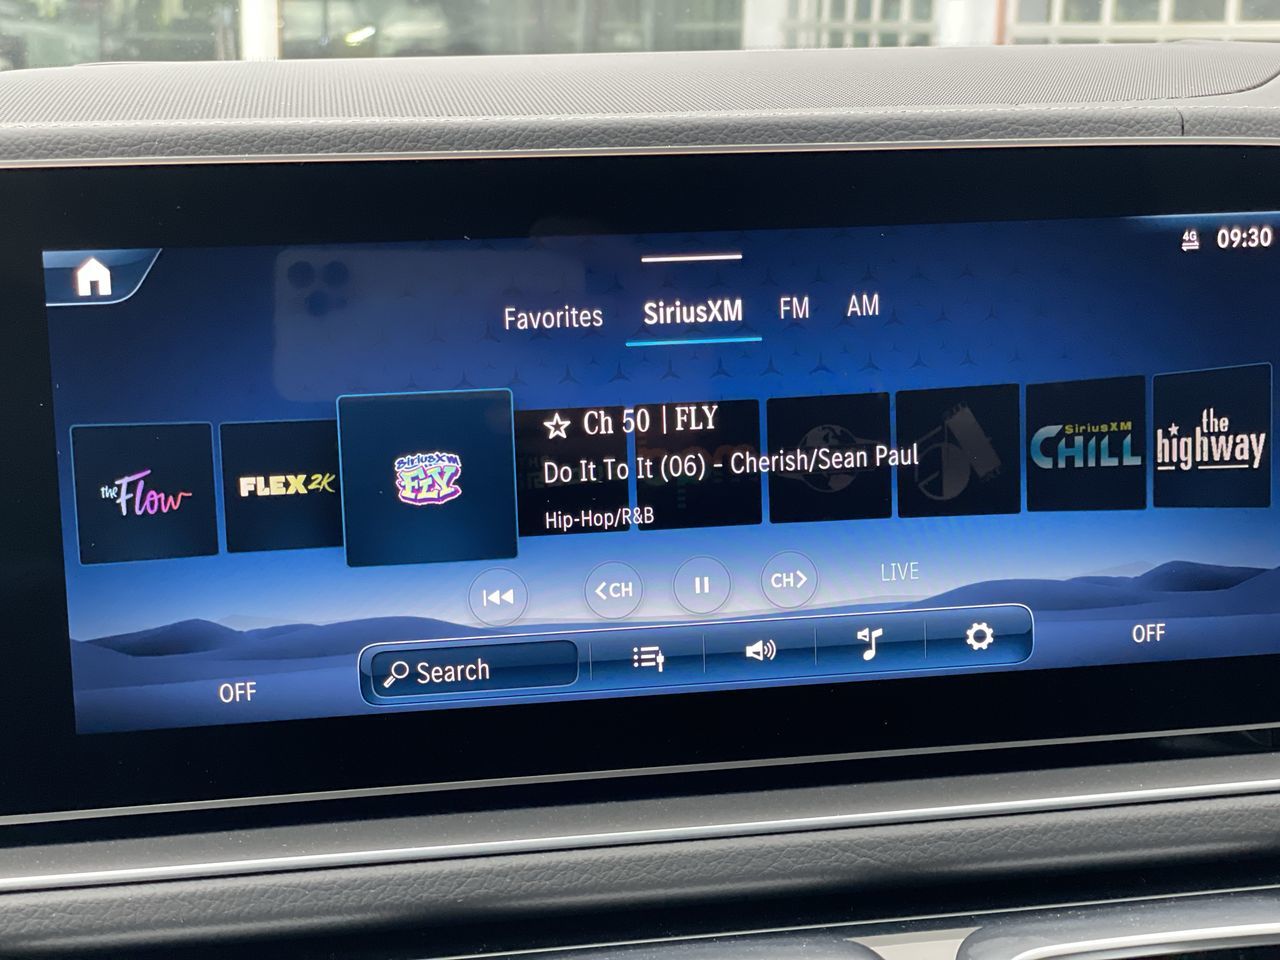 4G 09:30
Favorites SiriusXM FM AM
the Flow
FLEX2K
SiriusXM
FLY
☆ Ch 50 | FLY
Do It To It (06) - Cherish/Sean Paul
Hip-Hop/R&B
SiriusXM
CHILL
the
highway
<CH
CH>
LIVE
OFF
Search
OFF